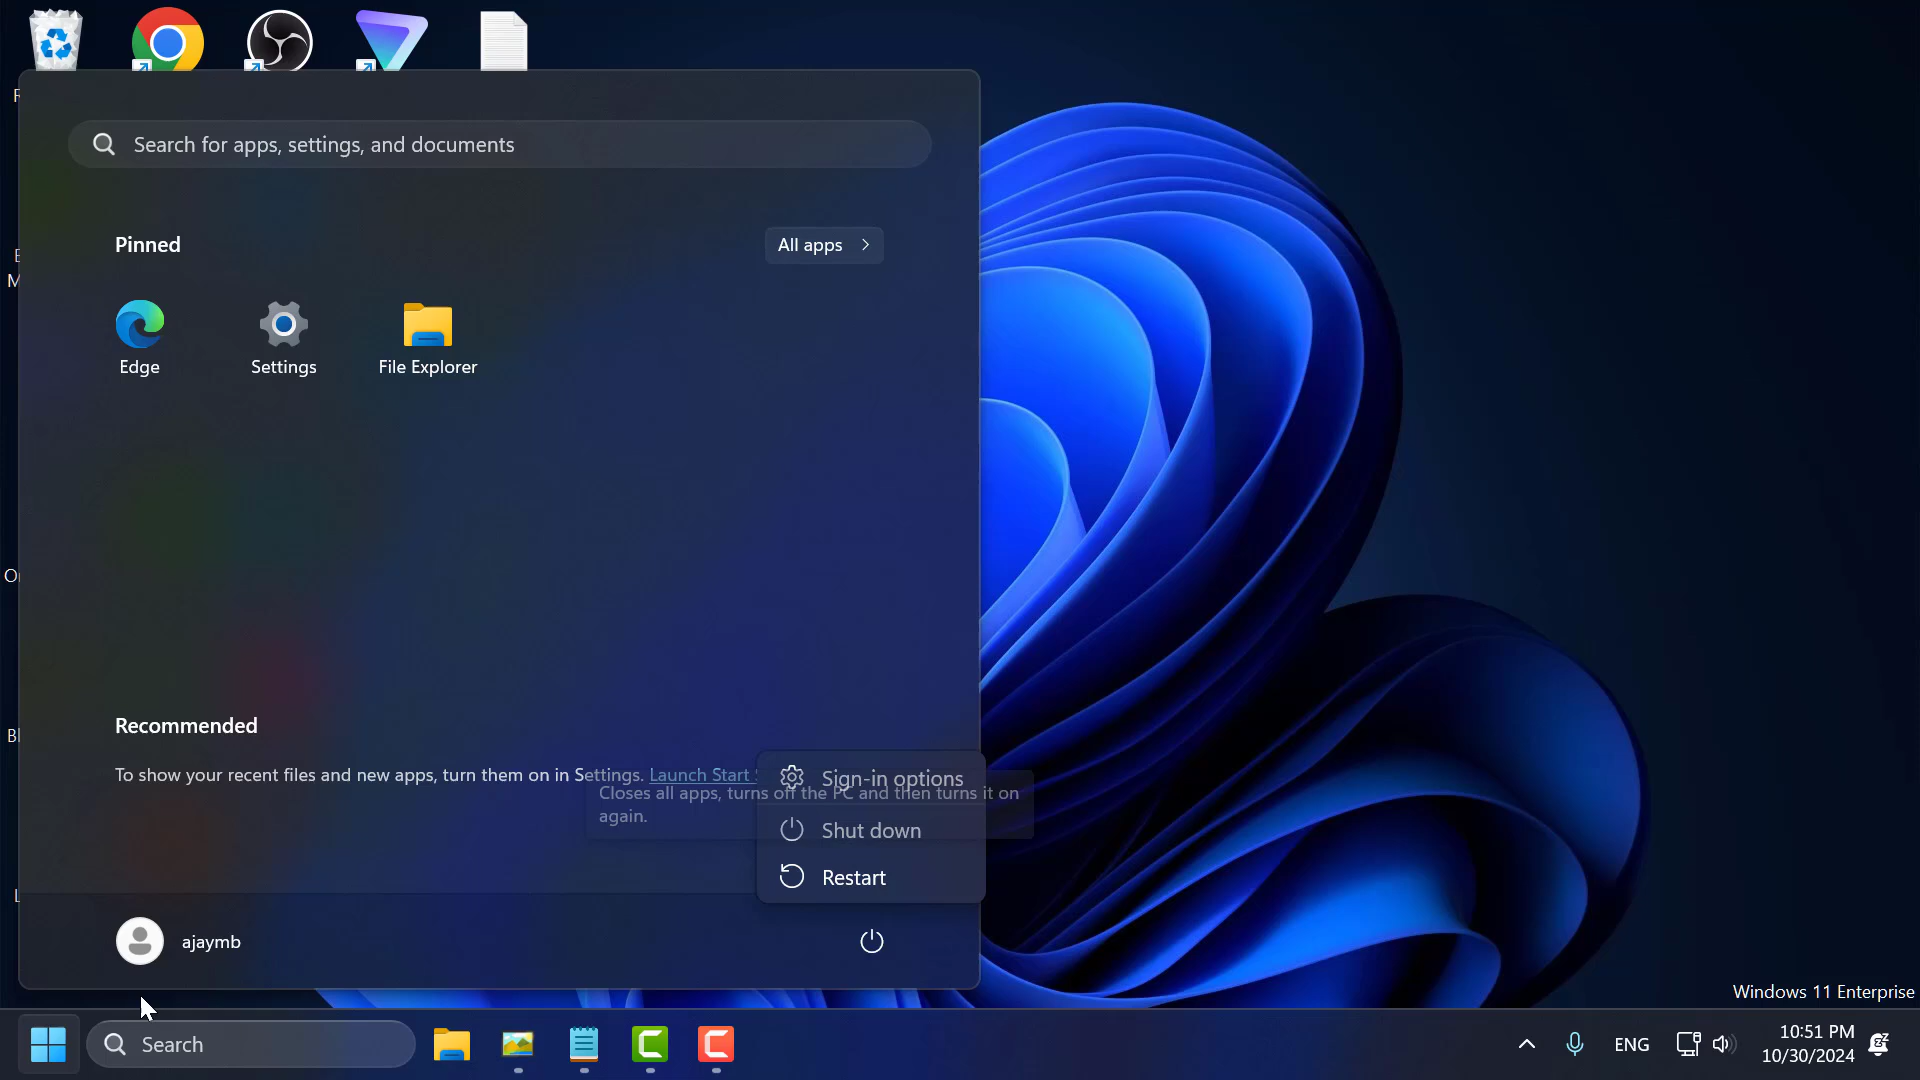 Search for apps, settings, and documents
Pinned
All apps
Edge
Settings
File Explorer
Recommended
To show your recent files and new apps, turn them on in Settings. Launch Start
Sign-in options
Closes all apps, turns off the PC and then turns it on
again.
Shut down
Restart
ajaymb
Windows 11 Enterprise
Search
ENG
10:51 PM
10/30/2024